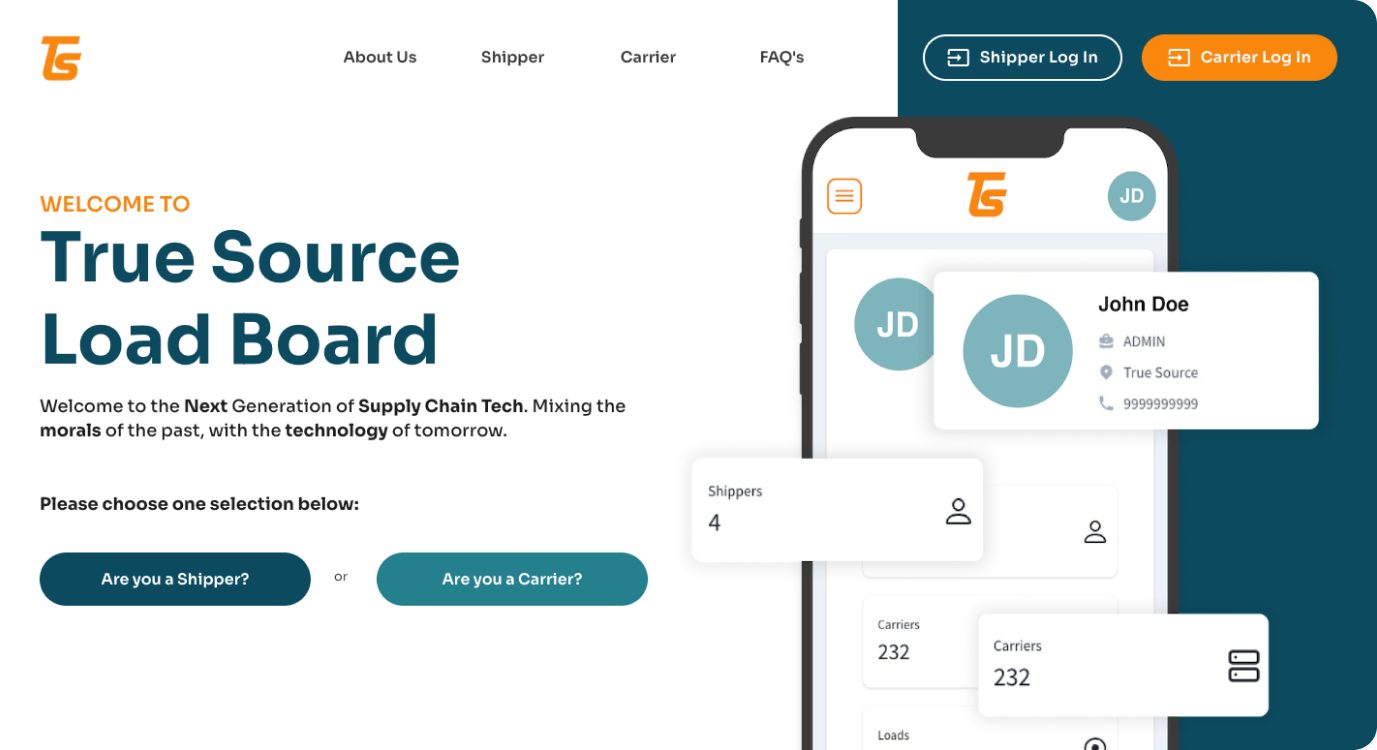 Ts
About Us
Shipper
Carrier
FAQ's
Shipper Log In
Carrier Log In
WELCOME TO
True Source
Load Board
Welcome to the Next Generation of Supply Chain Tech. Mixing the
morals of the past, with the technology of tomorrow.
Please choose one selection below:
Are you a Shipper?
or
Are you a Carrier?
Ts
JD
JD
JD
John Doe
ADMIN
True Source
9999999999
Shippers
4
Carriers
232
Carriers
232
Loads